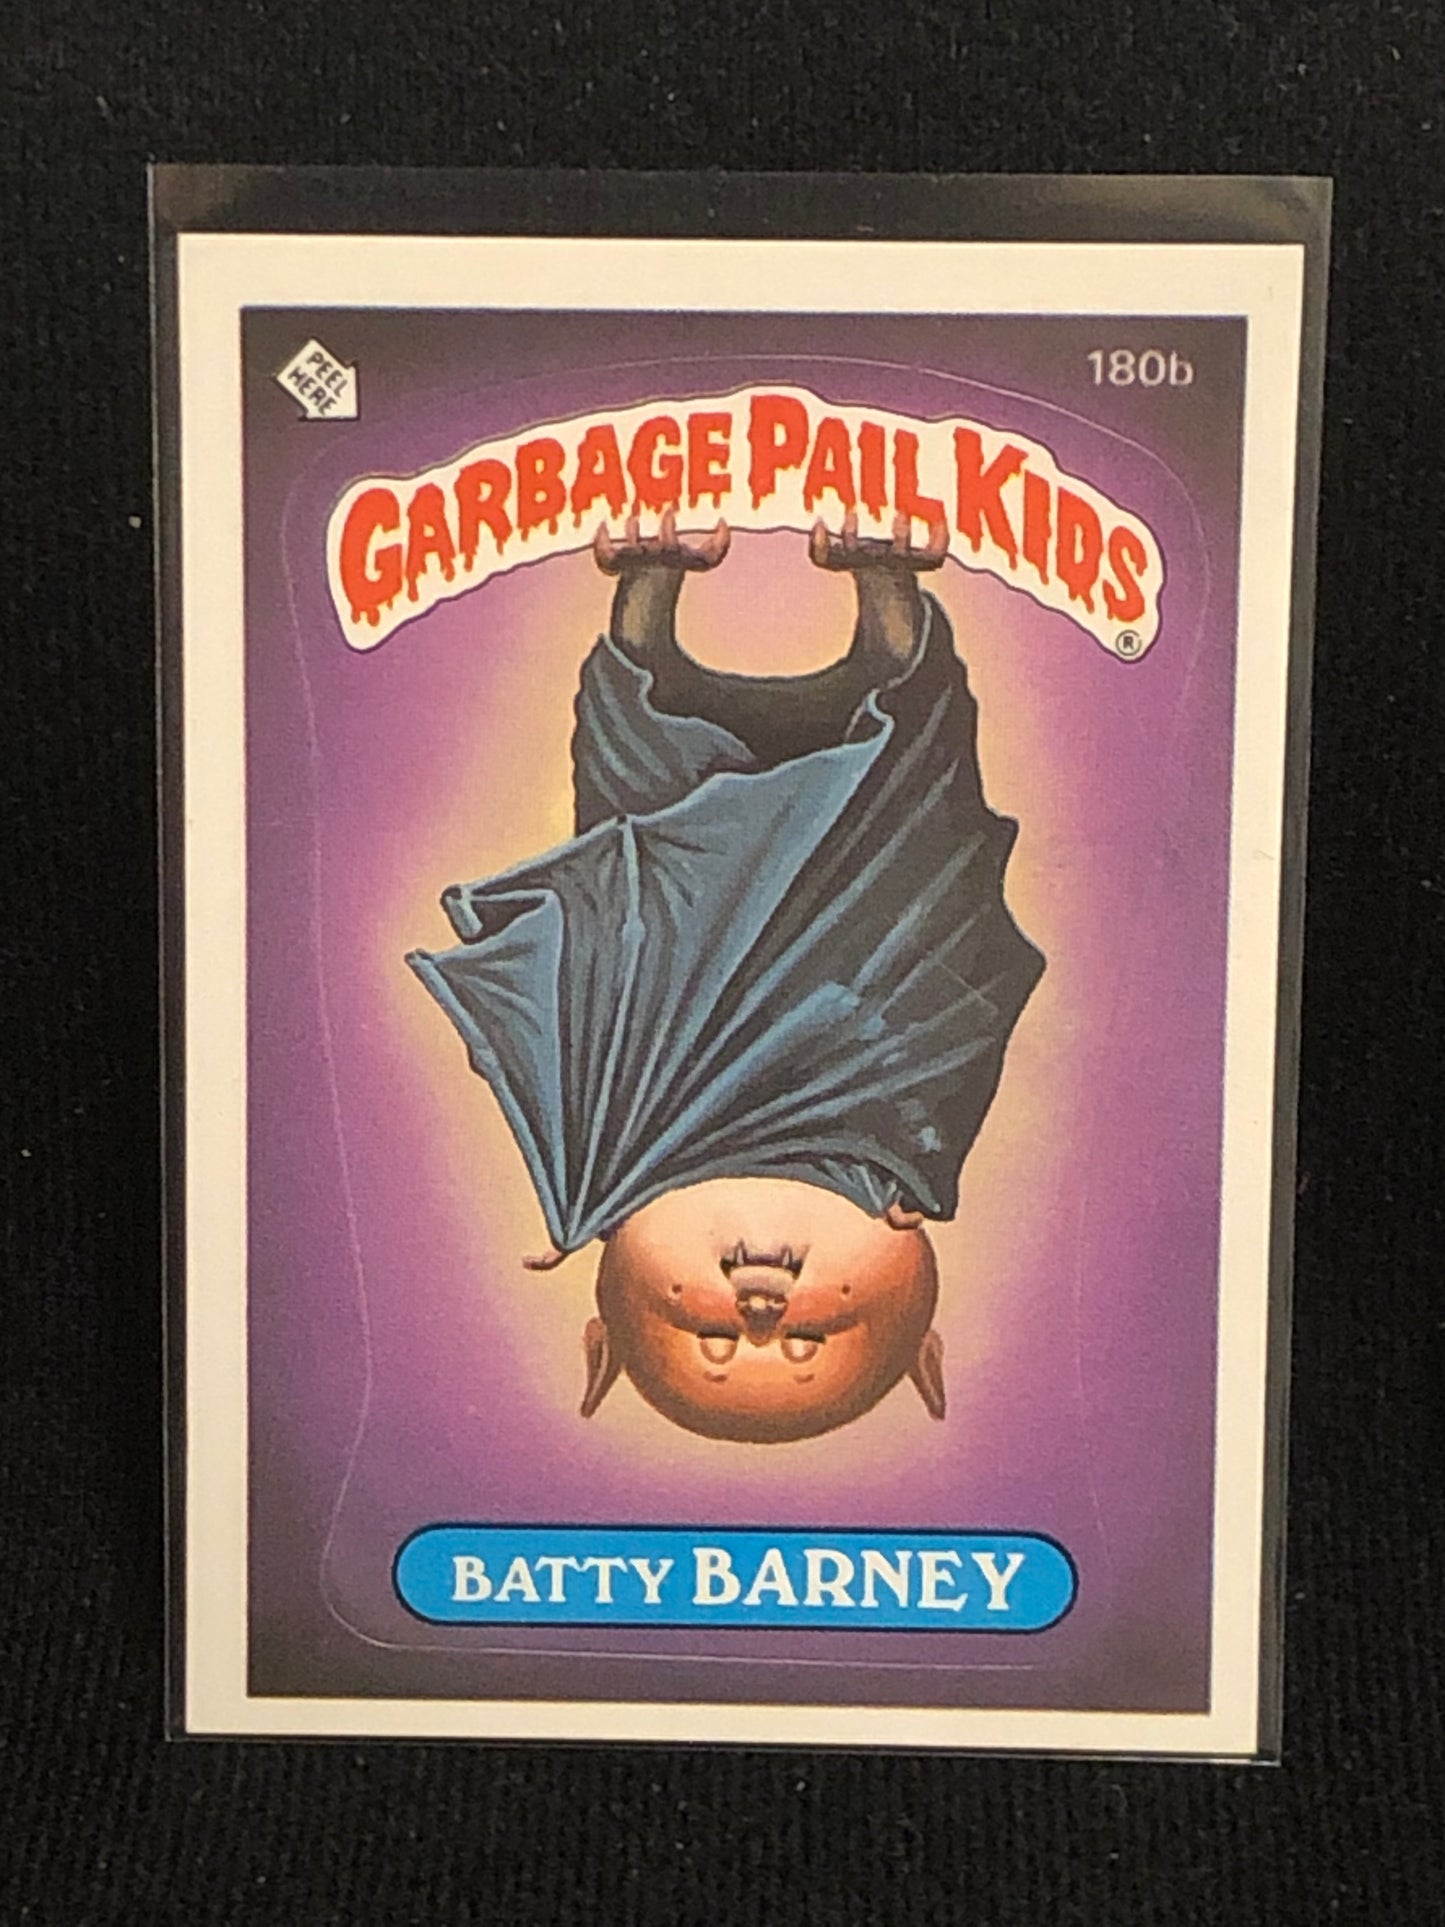 PEEL
HERE
180b
GARBAGE PAIL KIDS
®
BATTY BARNEY